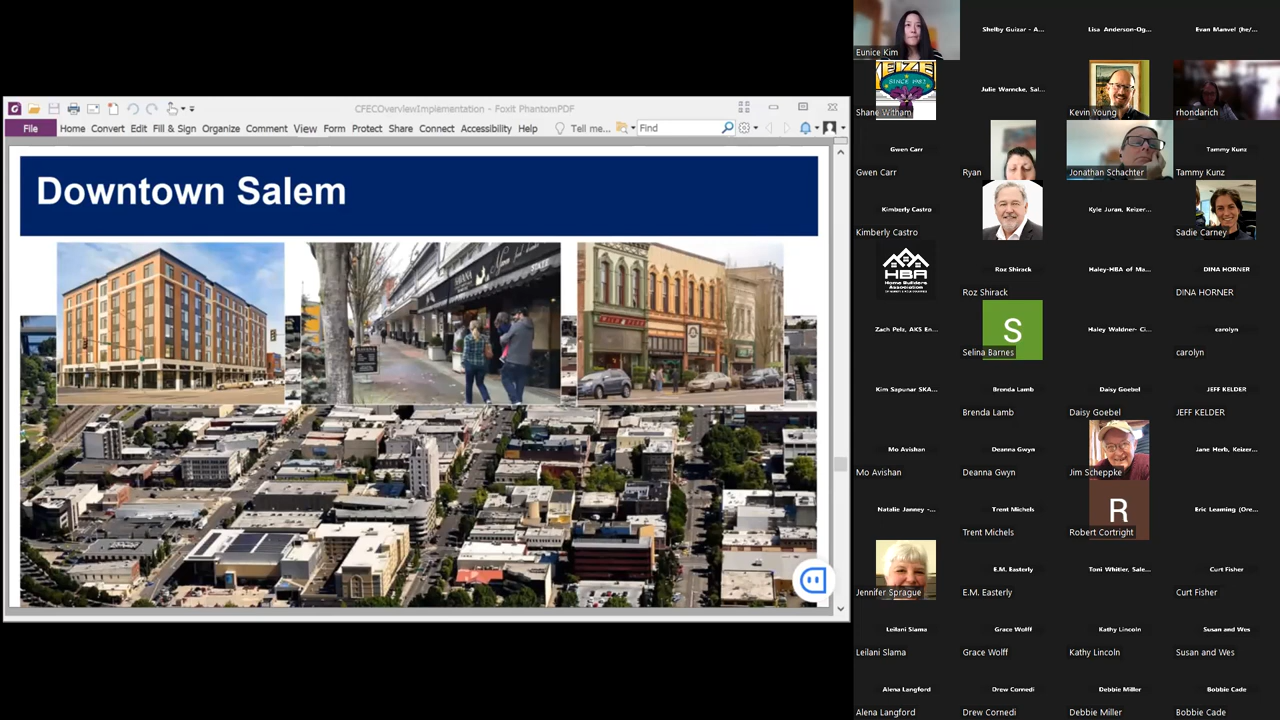 CFECOverviewImplementation - Foxit PhantomPDF
File Home Convert Edit Fill & Sign Organize Comment View Form Protect Share Connect Accessibility Help Tell me... Find
Downtown Salem
STATE
Eunice Kim
Shelby Guizar - A...
Lisa Anderson-Og...
Evan Manvel (he/...
SINCE 1982
Shane Witham
Julie Warncke, Sal...
Kevin Young
rhondarich
Gwen Carr
Gwen Carr
Ryan
Jonathan Schachter
Tammy Kunz
Tammy Kunz
Kimberly Castro
Kimberly Castro
Kyle Juran, Keizer...
Sadie Carney
HBA
Home Builders
Association
Roz Shirack
Roz Shirack
Haley-HBA of Ma...
DINA HORNER
DINA HORNER
Zach Pelz, AKS En...
S
Selina Barnes
Haley Waldner- Ci...
carolyn
carolyn
Kim Sapunar SKA...
Brenda Lamb
Brenda Lamb
Daisy Goebel
Daisy Goebel
JEFF KELDER
JEFF KELDER
Mo Avishan
Mo Avishan
Deanna Gwyn
Deanna Gwyn
Jim Scheppke
Jane Herb, Keizer...
Natalie Janney -...
Trent Michels
Trent Michels
R
Robert Cortright
Eric Leaming (Ore...
Jennifer Sprague
E.M. Easterly
E.M. Easterly
Toni Whitler, Sale...
Curt Fisher
Curt Fisher
Leilani Slama
Leilani Slama
Grace Wolff
Grace Wolff
Kathy Lincoln
Kathy Lincoln
Susan and Wes
Susan and Wes
Alena Langford
Alena Langford
Drew Cornedi
Drew Cornedi
Debbie Miller
Debbie Miller
Bobbie Cade
Bobbie Cade